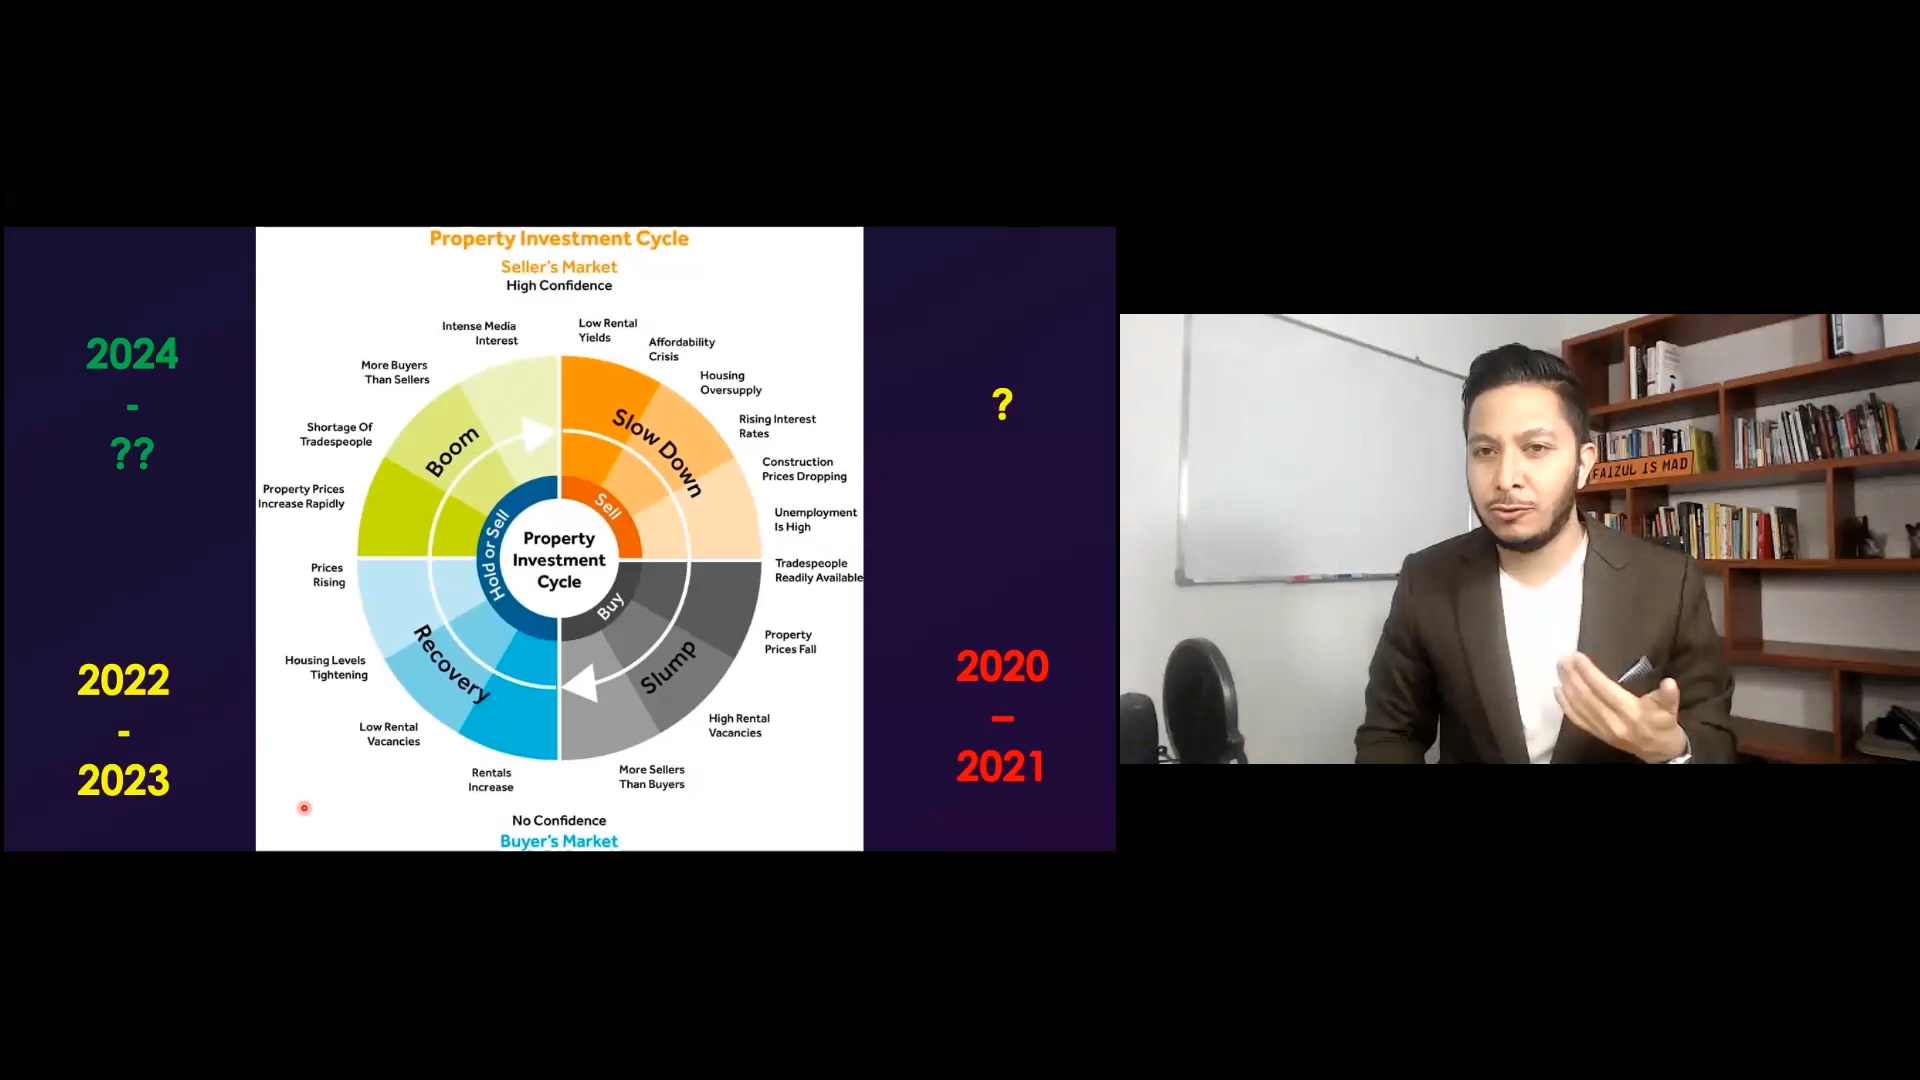 Property Investment Cycle
Seller's Market
High Confidence
Intense Media
Interest
More Buyers
Than Sellers
Shortage Of
Tradespeople
Property Prices
Increase Rapidly
Prices
Rising
Housing Levels
Tightening
Low Rental
Vacancies
Rentals
Increase
Low Rental
Yields
Affordability
Crisis
Housing
Oversupply
Rising Interest
Rates
Construction
Prices Dropping
Unemployment
Is High
Tradespeople
Readily Available
Property
Prices Fall
High Rental
Vacancies
More Sellers
Than Buyers
Boom
Slow Down
Recovery
Slump
Hold or Sell
Sell
Buy
Property
Investment
Cycle
No Confidence
Buyer's Market
2024
-
??
2022
-
2023
?
2020
–
2021
FAIZUL IS MAD